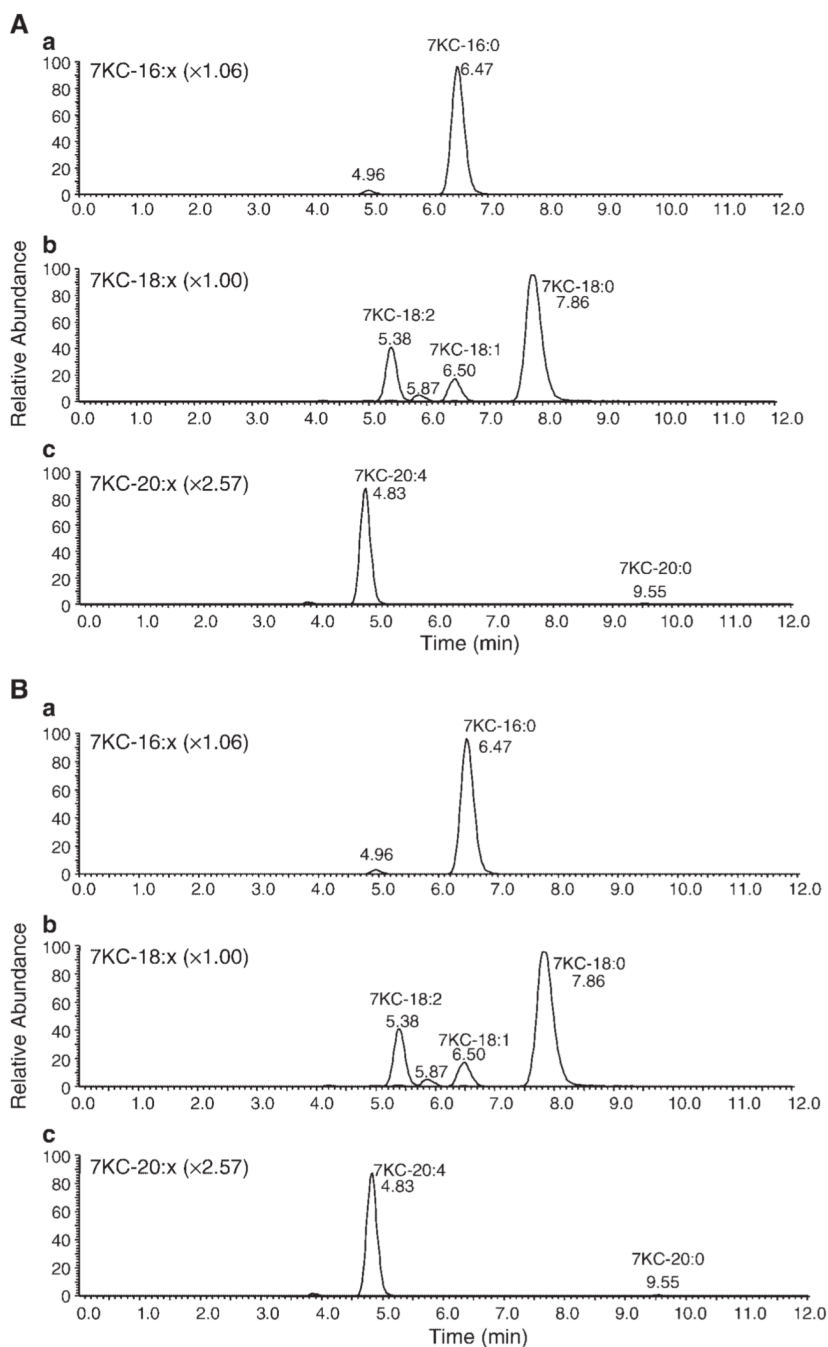 A
a
7KC-16:x (×1.06)
7KC-16:0
6.47
4.96
100
80
60
40
20
0
0.0 1.0 2.0 3.0 4.0 5.0 6.0 7.0 8.0 9.0 10.0 11.0 12.0
b
7KC-18:x (×1.00)
7KC-18:2
5.38
5.87
7KC-18:1
6.50
7KC-18:0
7.86
100
80
60
40
20
0
0.0 1.0 2.0 3.0 4.0 5.0 6.0 7.0 8.0 9.0 10.0 11.0 12.0
Relative Abundance
c
7KC-20:x (×2.57)
7KC-20:4
4.83
7KC-20:0
9.55
100
80
60
40
20
0
0.0 1.0 2.0 3.0 4.0 5.0 6.0 7.0 8.0 9.0 10.0 11.0 12.0
Time (min)
B
a
7KC-16:x (×1.06)
7KC-16:0
6.47
4.96
100
80
60
40
20
0
0.0 1.0 2.0 3.0 4.0 5.0 6.0 7.0 8.0 9.0 10.0 11.0 12.0
b
7KC-18:x (×1.00)
7KC-18:2
5.38
5.87
7KC-18:1
6.50
7KC-18:0
7.86
100
80
60
40
20
0
0.0 1.0 2.0 3.0 4.0 5.0 6.0 7.0 8.0 9.0 10.0 11.0 12.0
Relative Abundance
c
7KC-20:x (×2.57)
7KC-20:4
4.83
7KC-20:0
9.55
100
80
60
40
20
0
0.0 1.0 2.0 3.0 4.0 5.0 6.0 7.0 8.0 9.0 10.0 11.0 12.0
Time (min)